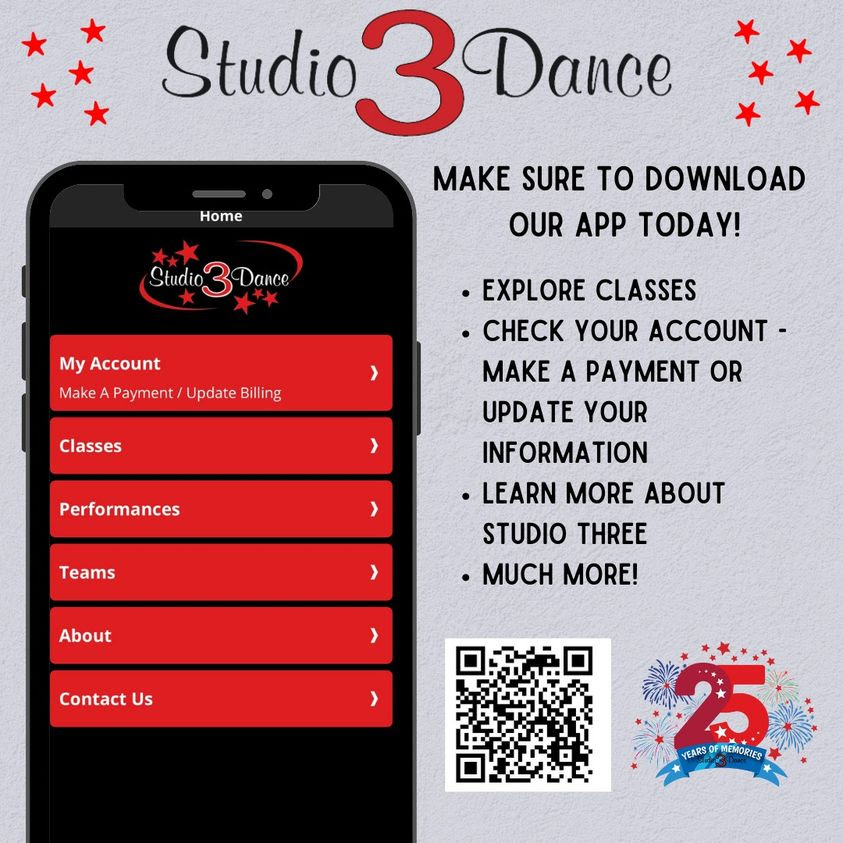 Studio 3 Dance
MAKE SURE TO DOWNLOAD
OUR APP TODAY!
Home
Studio 3 Dance
My Account
Make A Payment / Update Billing
Classes
Performances
Teams
About
Contact Us
• EXPLORE CLASSES
• CHECK YOUR ACCOUNT -
MAKE A PAYMENT OR
UPDATE YOUR
INFORMATION
• LEARN MORE ABOUT
STUDIO THREE
• MUCH MORE!
25
YEARS OF MEMORIES
Studio 3 Dance